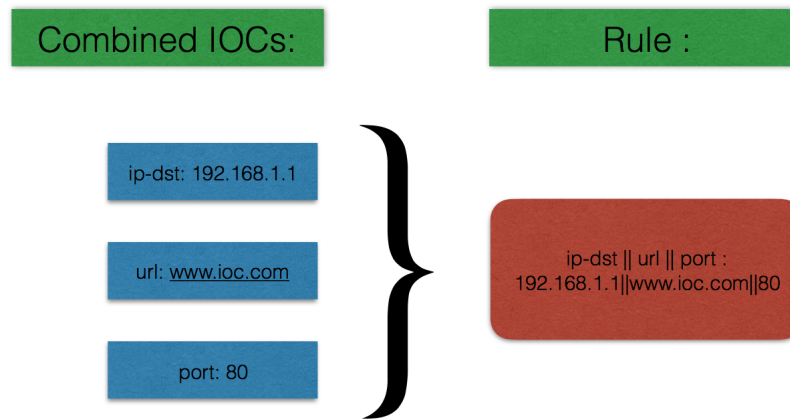 Combined IOCs:
Rule :
ip-dst: 192.168.1.1
url: www.ioc.com
port: 80
ip-dst || url || port :
192.168.1.1||www.ioc.com||80